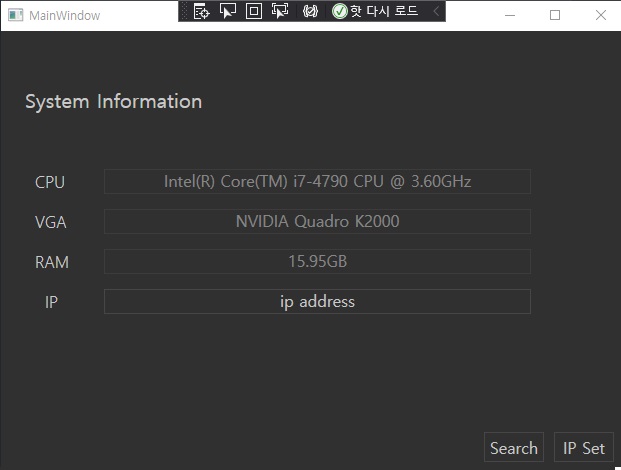 MainWindow
핫 다시 로드
System Information
CPU Intel(R) Core(TM) i7-4790 CPU @ 3.60GHz
VGA NVIDIA Quadro K2000
RAM 15.95GB
IP ip address
Search IP Set